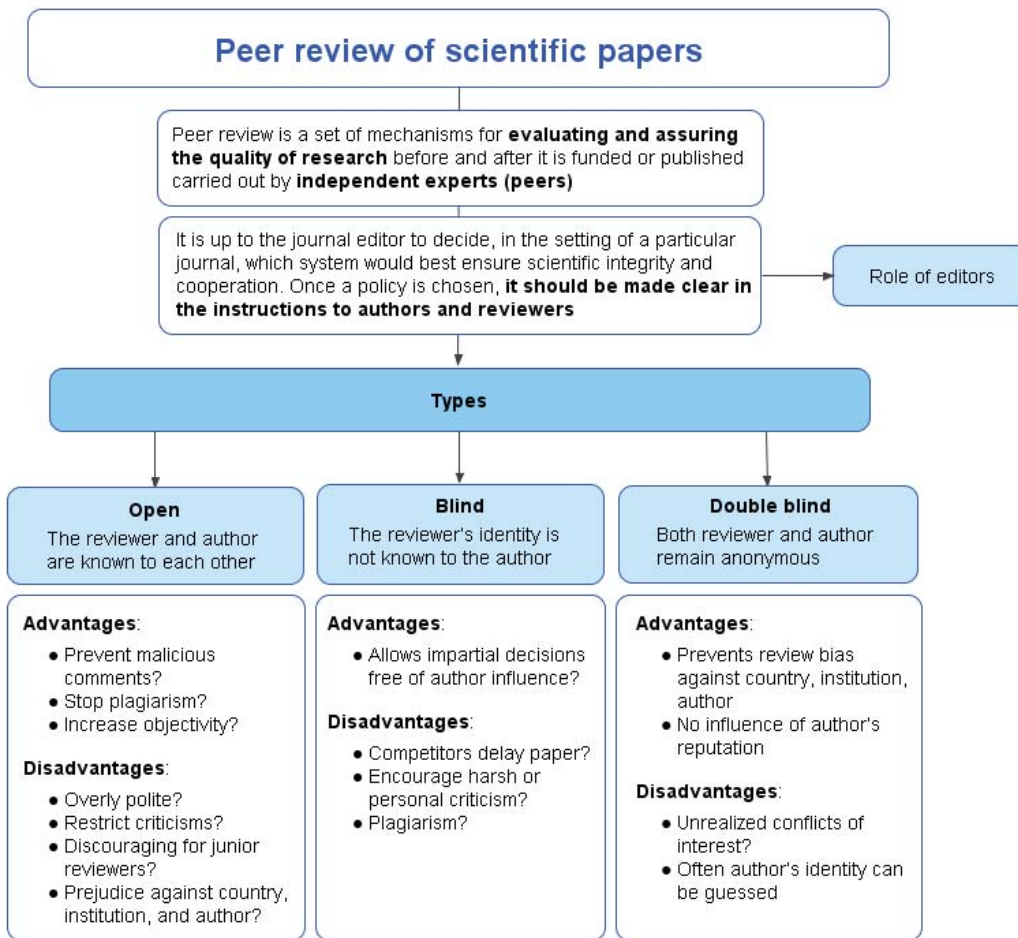 Peer review of scientific papers
Peer review is a set of mechanisms for evaluating and assuring
the quality of research before and after it is funded or published
carried out by independent experts (peers)
It is up to the journal editor to decide, in the setting of a particular
journal, which system would best ensure scientific integrity and
cooperation. Once a policy is chosen, it should be made clear in
the instructions to authors and reviewers
Role of editors
Types
Open
The reviewer and author
are known to each other
Advantages:
● Prevent malicious
comments?
● Stop plagiarism?
● Increase objectivity?
Disadvantages:
● Overly polite?
● Restrict criticisms?
● Discouraging for junior
reviewers?
● Prejudice against country,
institution, and author?
Blind
The reviewer's identity is
not known to the author
Advantages:
● Allows impartial decisions
free of author influence?
Disadvantages:
● Competitors delay paper?
● Encourage harsh or
personal criticism?
● Plagiarism?
Double blind
Both reviewer and author
remain anonymous
Advantages:
● Prevents review bias
against country, institution,
author
● No influence of author's
reputation
Disadvantages:
● Unrealized conflicts of
interest?
● Often author's identity can
be guessed